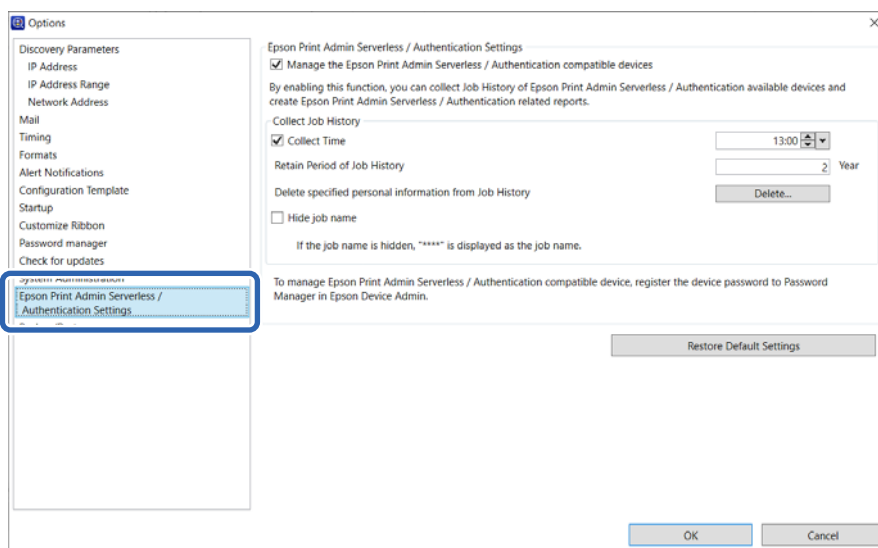 Options
Discovery Parameters
IP Address
IP Address Range
Network Address
Mail
Timing
Formats
Alert Notifications
Configuration Template
Startup
Customize Ribbon
Password manager
Check for updates
System Administration
Epson Print Admin Serverless /
Authentication Settings
Epson Print Admin Serverless / Authentication Settings
Manage the Epson Print Admin Serverless / Authentication compatible devices
By enabling this function, you can collect Job History of Epson Print Admin Serverless / Authentication available devices and
create Epson Print Admin Serverless / Authentication related reports.
Collect Job History
Collect Time 13:00
Retain Period of Job History 2 Year
Delete specified personal information from Job History Delete...
Hide job name
If the job name is hidden, "****" is displayed as the job name.
To manage Epson Print Admin Serverless / Authentication compatible device, register the device password to Password
Manager in Epson Device Admin.
Restore Default Settings
OK Cancel